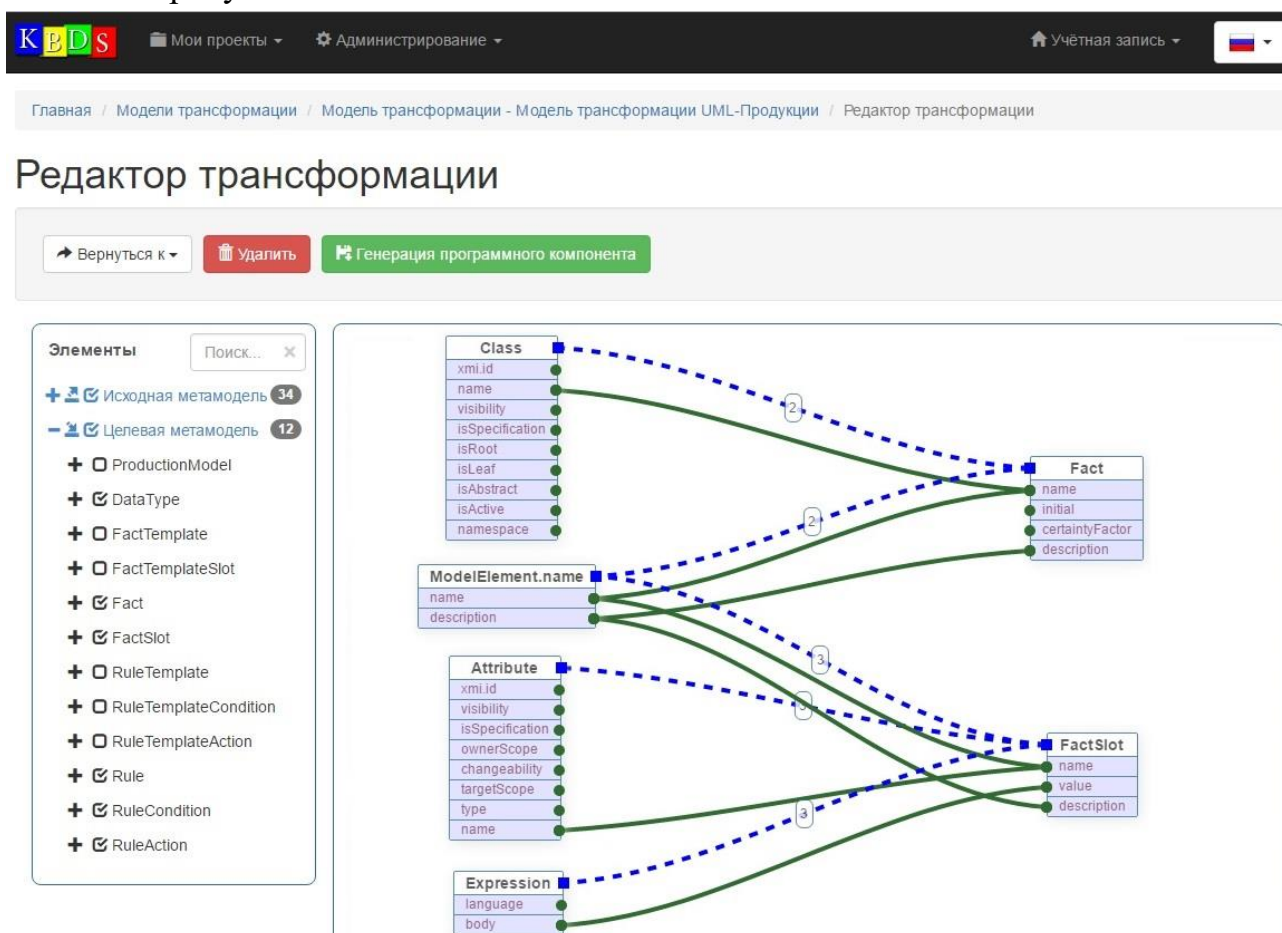 KBDS Мои проекты Администрирование Учётная запись
Главная / Модели трансформации / Модель трансформации - Модель трансформации UML-Продукции / Редактор трансформации
Редактор трансформации
Вернуться к Удалить Генерация программного компонента
Элементы Поиск...
Исходная метамодель 34
Целевая метамодель 12
ProductionModel
DataType
FactTemplate
FactTemplateSlot
Fact
FactSlot
RuleTemplate
RuleTemplateCondition
RuleTemplateAction
Rule
RuleCondition
RuleAction
Class
xmi.id
name
visibility
isSpecification
isRoot
isLeaf
isAbstract
isActive
namespace
ModelElement.name
name
description
Attribute
xmi.id
visibility
isSpecification
ownerScope
changeability
targetScope
type
name
Expression
language
body
2
2
3
3
3
Fact
name
initial
certaintyFactor
description
FactSlot
name
value
description